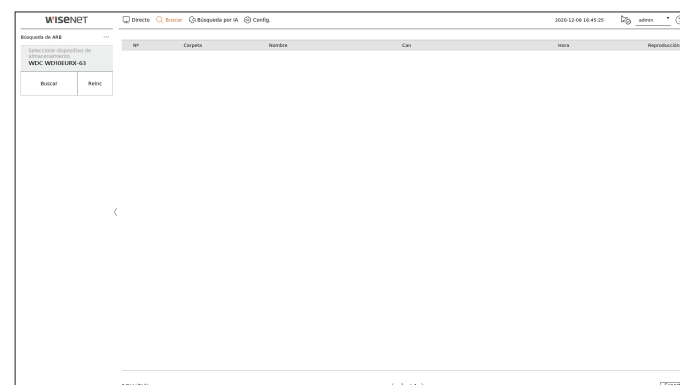 WISENET
Directo Buscar Búsqueda por IA Config. 2020-12-08 16:45:25 admin
Búsqueda de ARB ...
Seleccione dispositivo de
almacenamiento
WDC WD10EURX-63
Buscar Reinc
Nº Carpeta Nombre Can Hora Reproducción